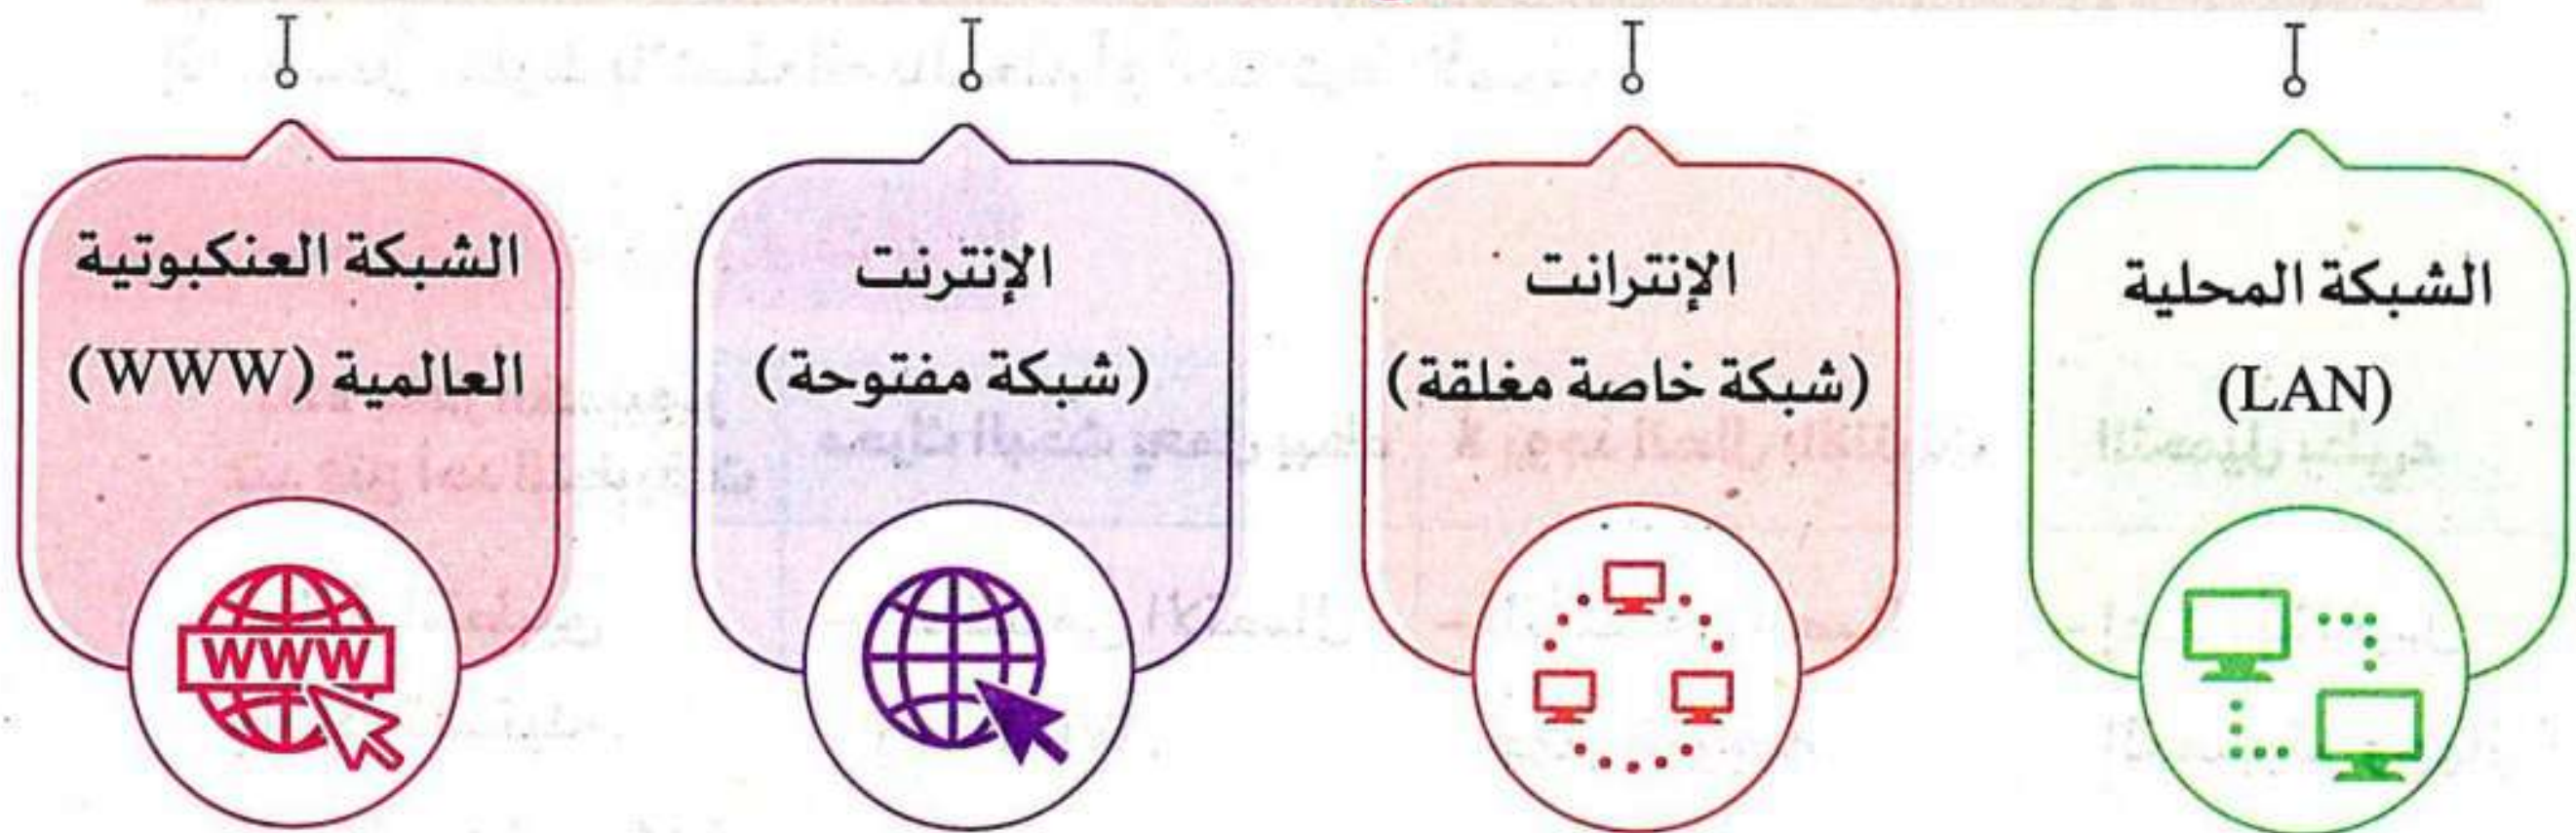 الشبكة المحلية
(LAN)
الإنترانت
(شبكة خاصة مغلقة)
الإنترنت
(شبكة مفتوحة)
الشبكة العنكبوتية
العالمية (WWW)
WWW